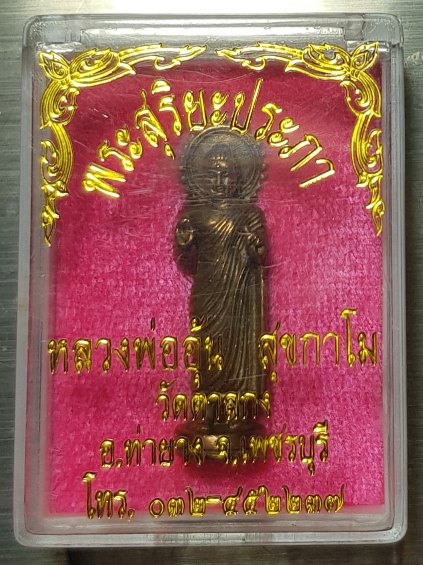 พระสุริยะประภา
หลวงพ่ออุ้น สุขกาโม
วัดตาลกง
อ.ท่ายาง จ.เพชรบุรี
โทร. ๐๓๒-๔๕๒๒๓๗